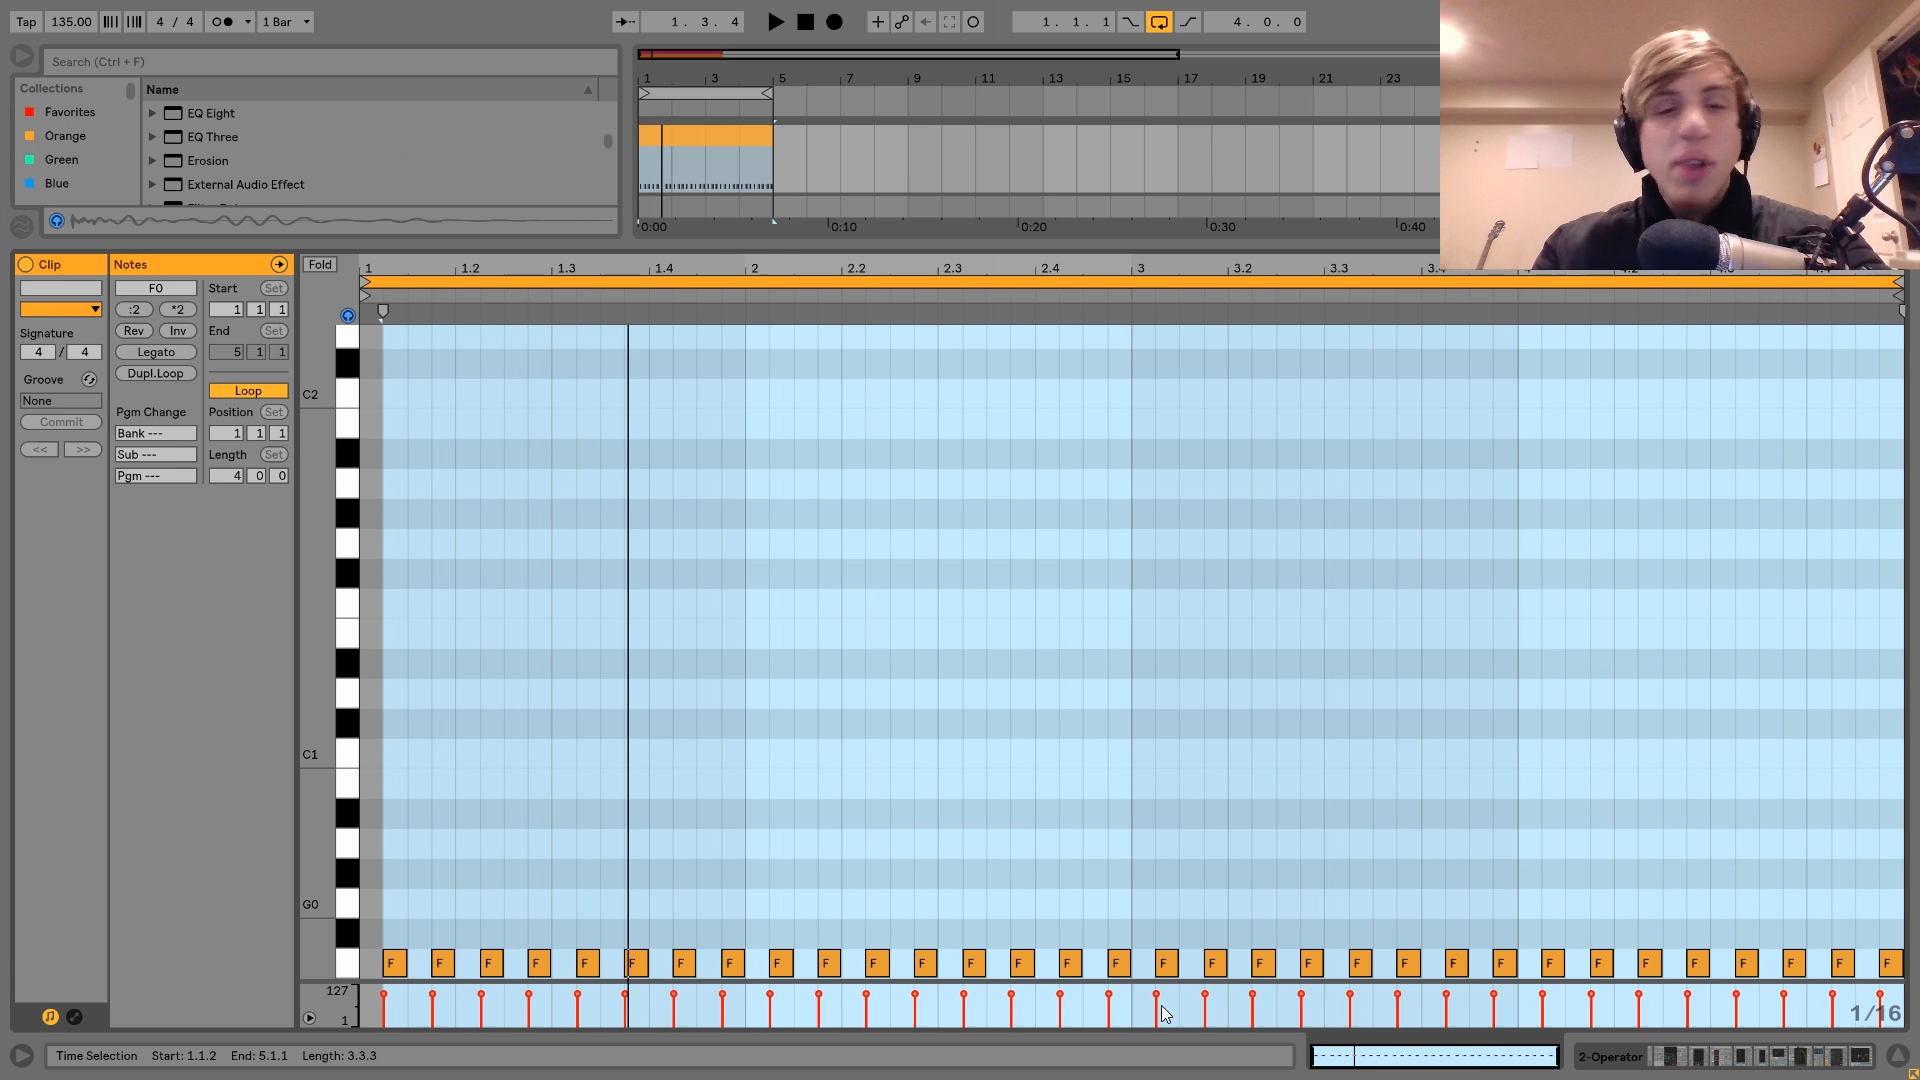 Tap 135.00 4 / 4 1 Bar 1. 3. 4 1. 1. 1 4. 0. 0
Search (Ctrl + F)
Collections Name
Favorites EQ Eight
Orange EQ Three
Green Erosion
Blue External Audio Effect
1 3 5 7 9 11 13 15 17 19 21 23
0:00 0:10 0:20 0:30 0:40
Clip Notes Fold 1 1.2 1.3 1.4 2 2.2 2.3 2.4 3 3.2 3.3
F0 Start Set
:2 *2 1 1 1
Rev Inv End Set
Signature
4 / 4 Legato 5 1 1
Dupl.Loop
Groove Loop
None
Pgm Change Position Set
Commit
Bank --- 1 1 1
<< >> Sub --- Length Set
Pgm --- 4 0 0
C2
C1
G0
F F F F F F F F F F F F F F F F F F F F F F F F F F F F F F F F
127
1 1/16
Time Selection Start: 1.1.2 End: 5.1.1 Length: 3.3.3 2-Operator